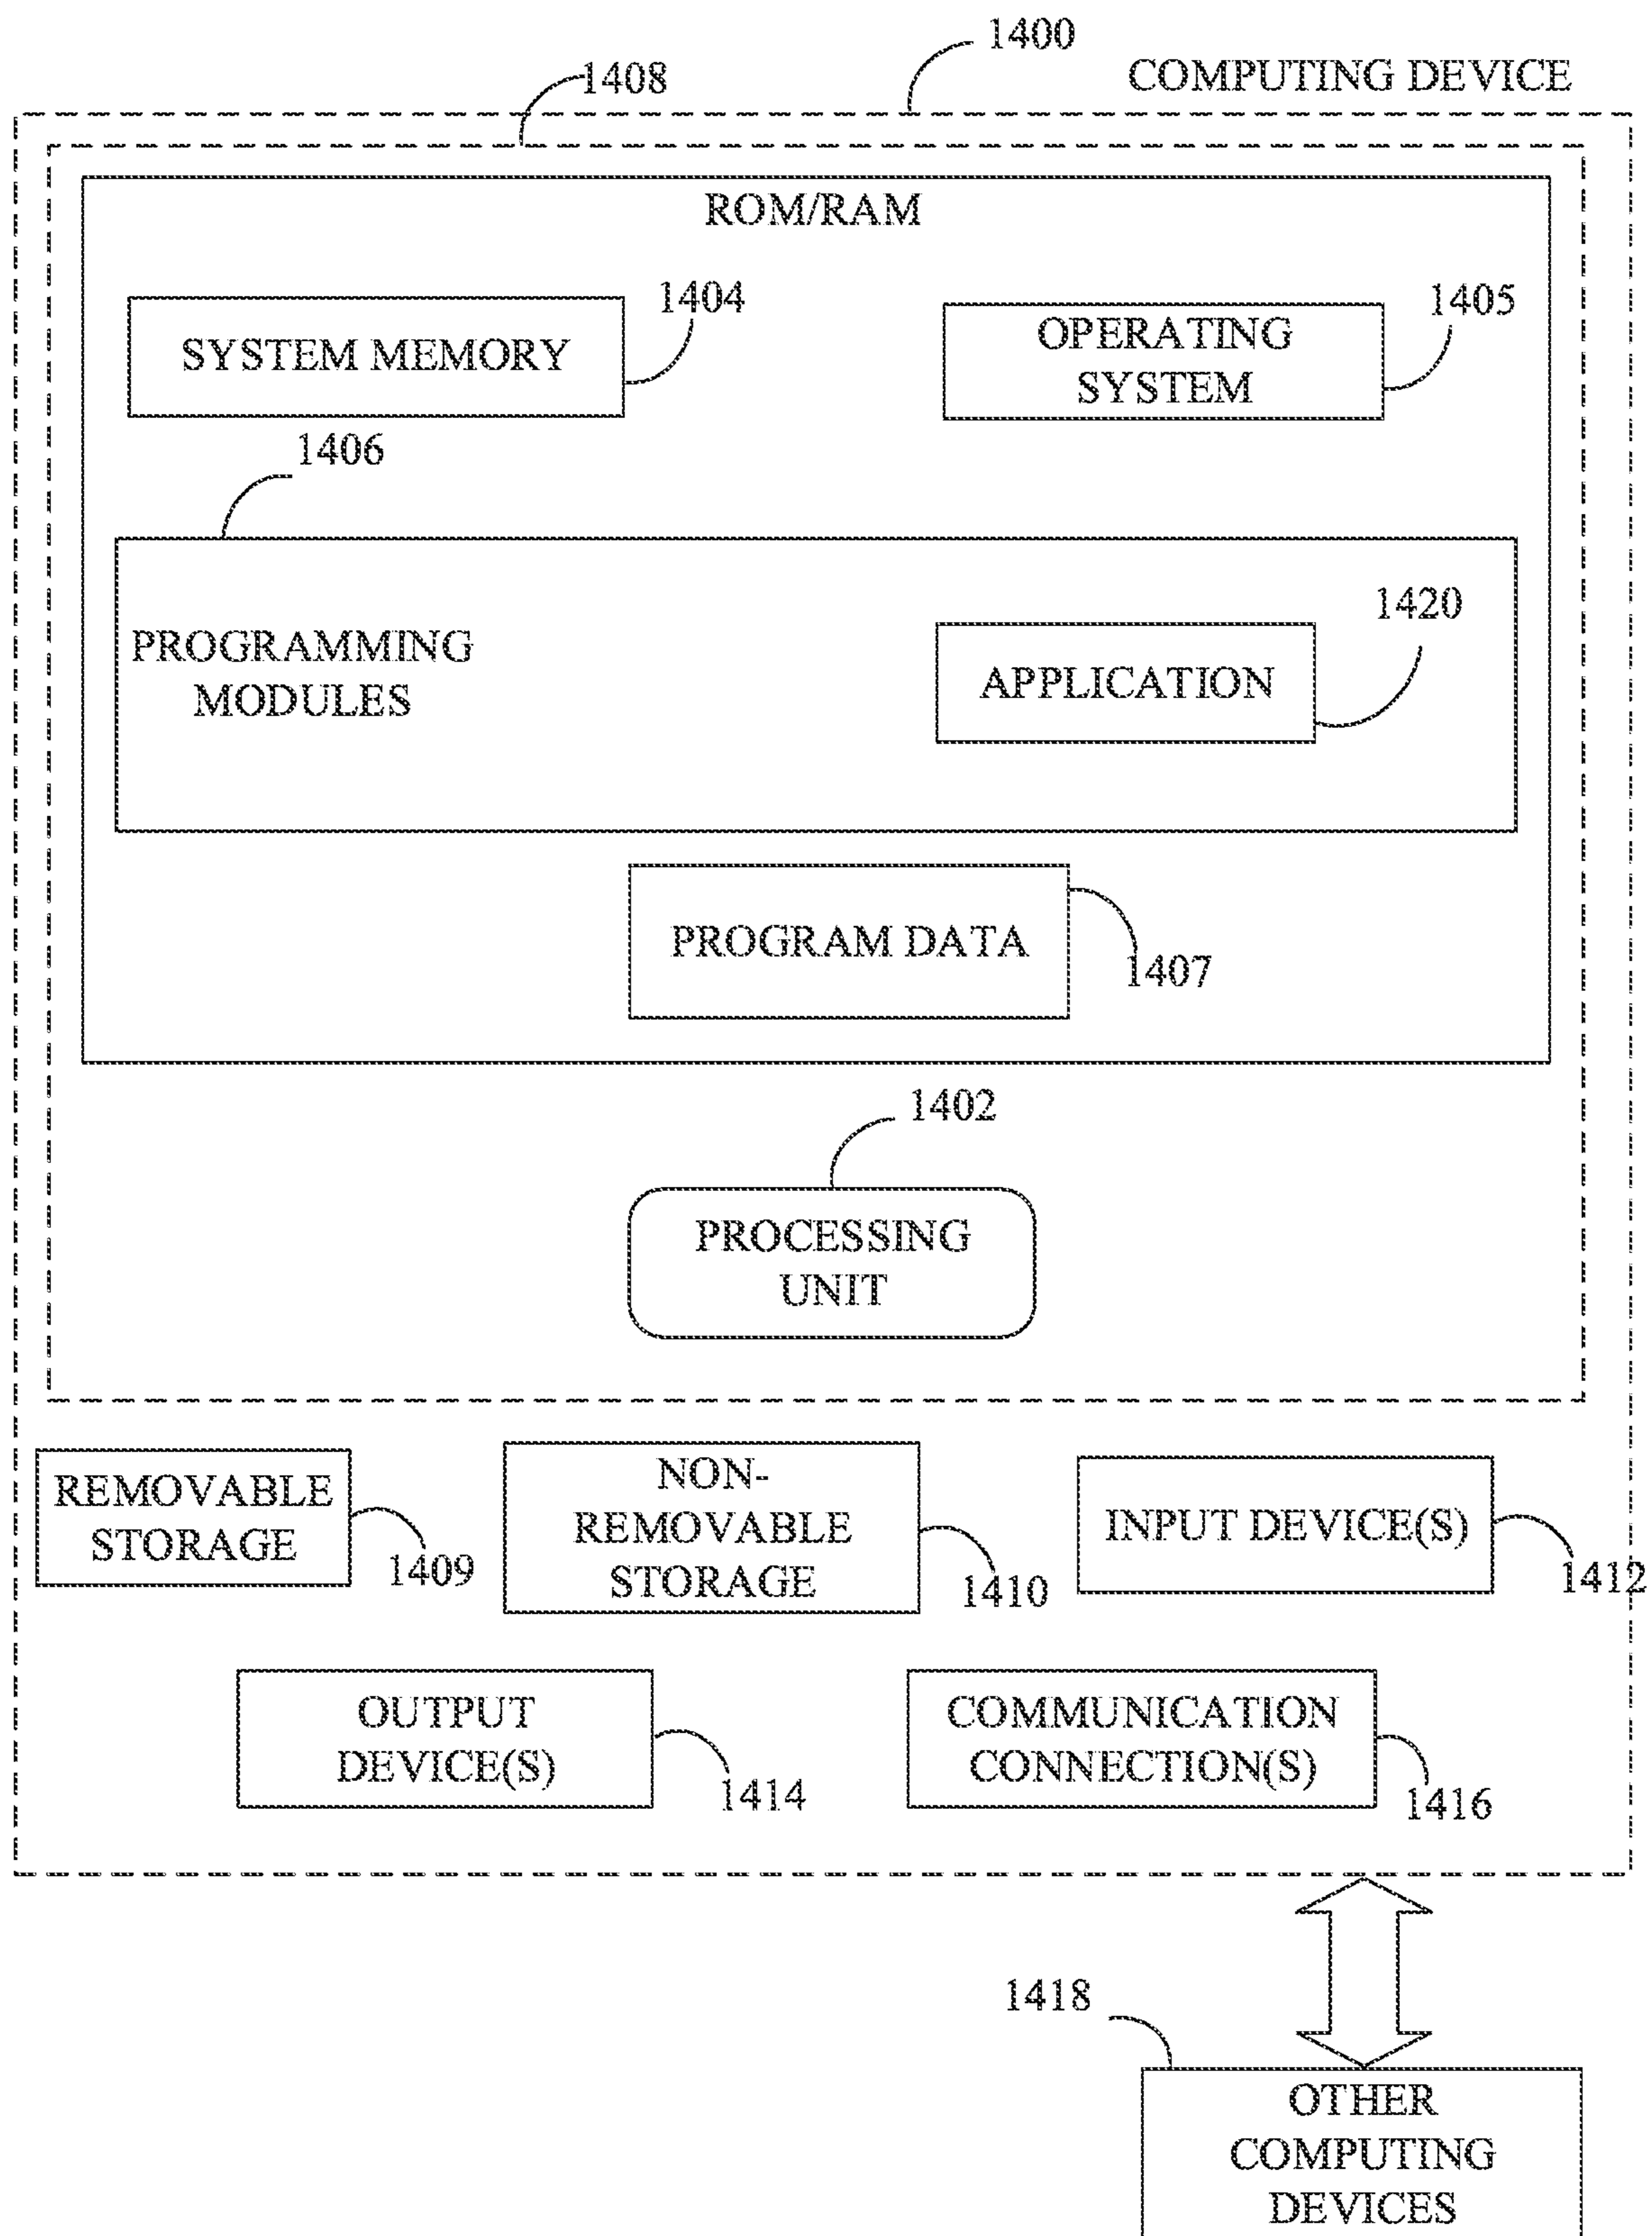 1400
COMPUTING DEVICE
1408
ROM/RAM
SYSTEM MEMORY
1404
OPERATING
SYSTEM
1405
1406
PROGRAMMING
MODULES
1420
APPLICATION
PROGRAM DATA
1407
1402
PROCESSING
UNIT
REMOVABLE
STORAGE
1409
NON-
REMOVABLE
STORAGE
1410
INPUT DEVICE(S)
1412
OUTPUT
DEVICE(S)
1414
COMMUNICATION
CONNECTION(S)
1416
1418
OTHER
COMPUTING
DEVICES